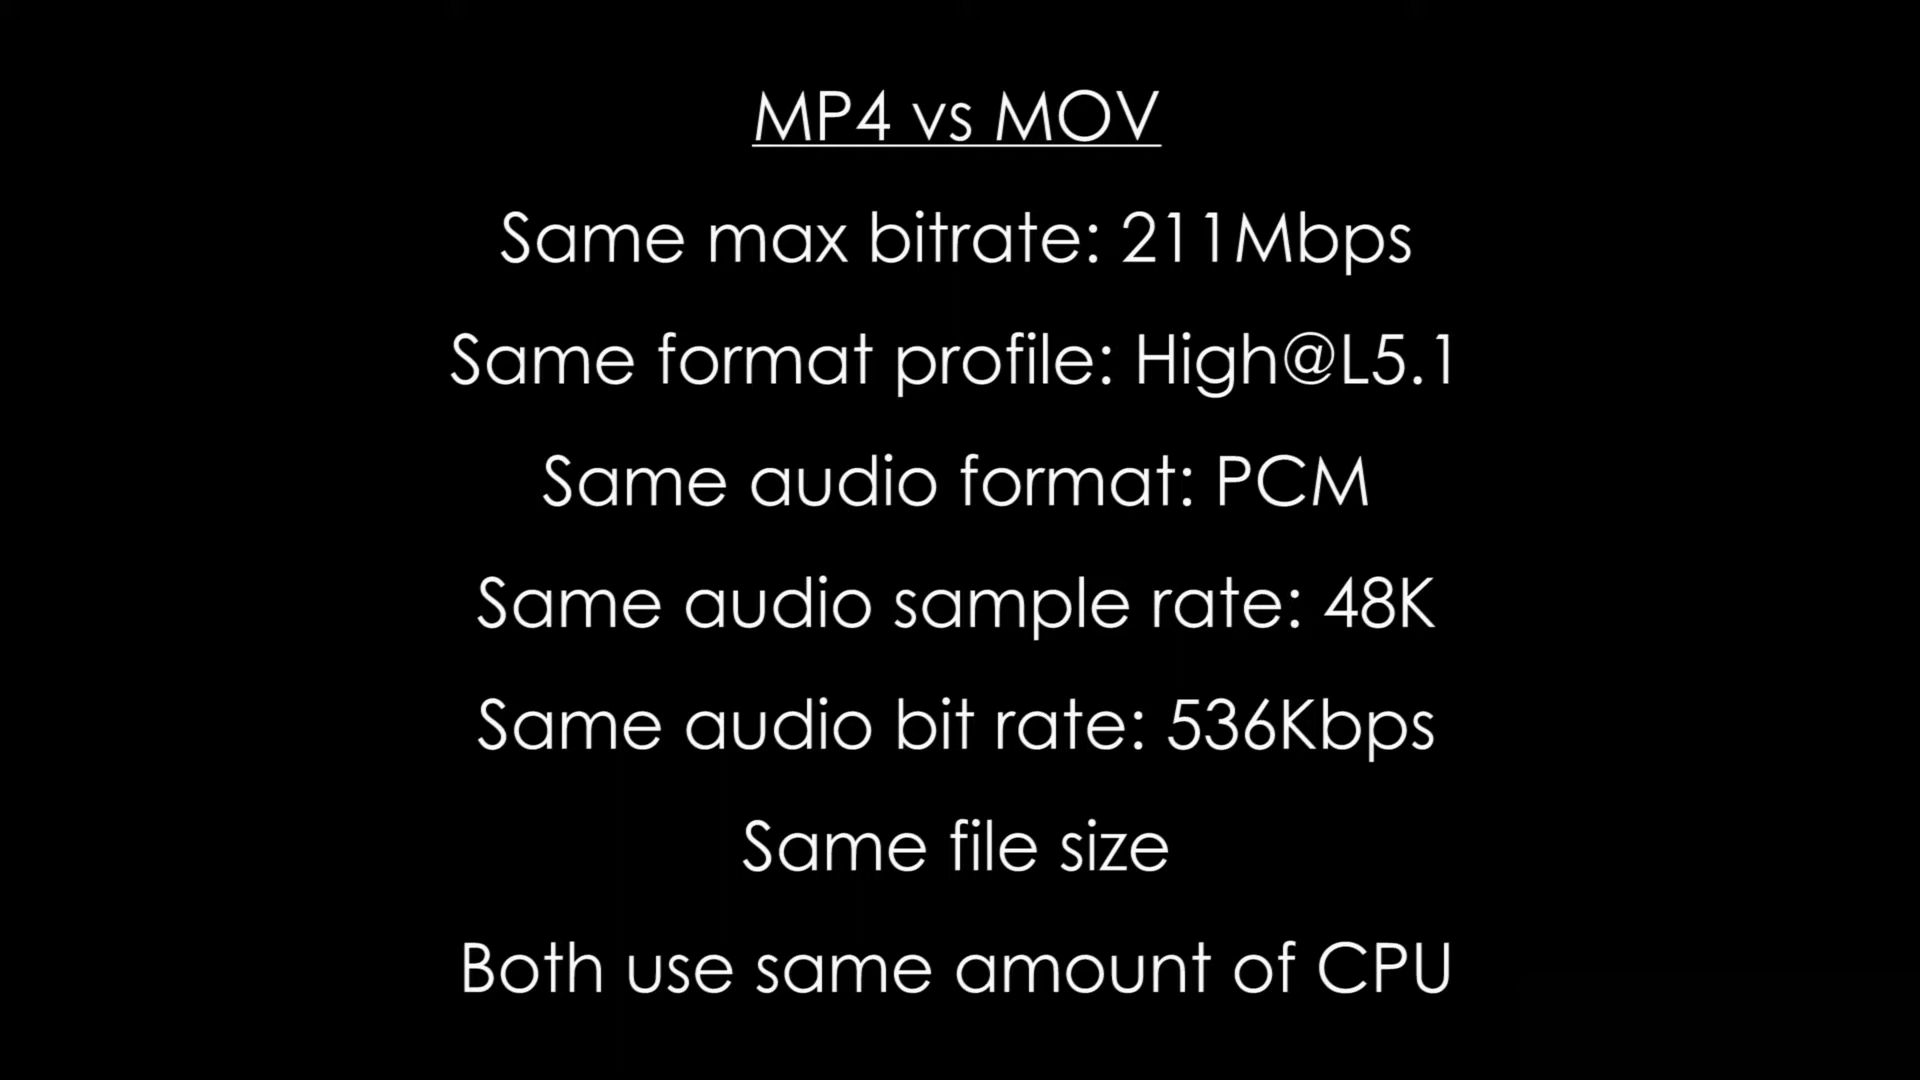 MP4 vs MOV
Same max bitrate: 211Mbps
Same format profile: High@L5.1
Same audio format: PCM
Same audio sample rate: 48K
Same audio bit rate: 536Kbps
Same file size
Both use same amount of CPU